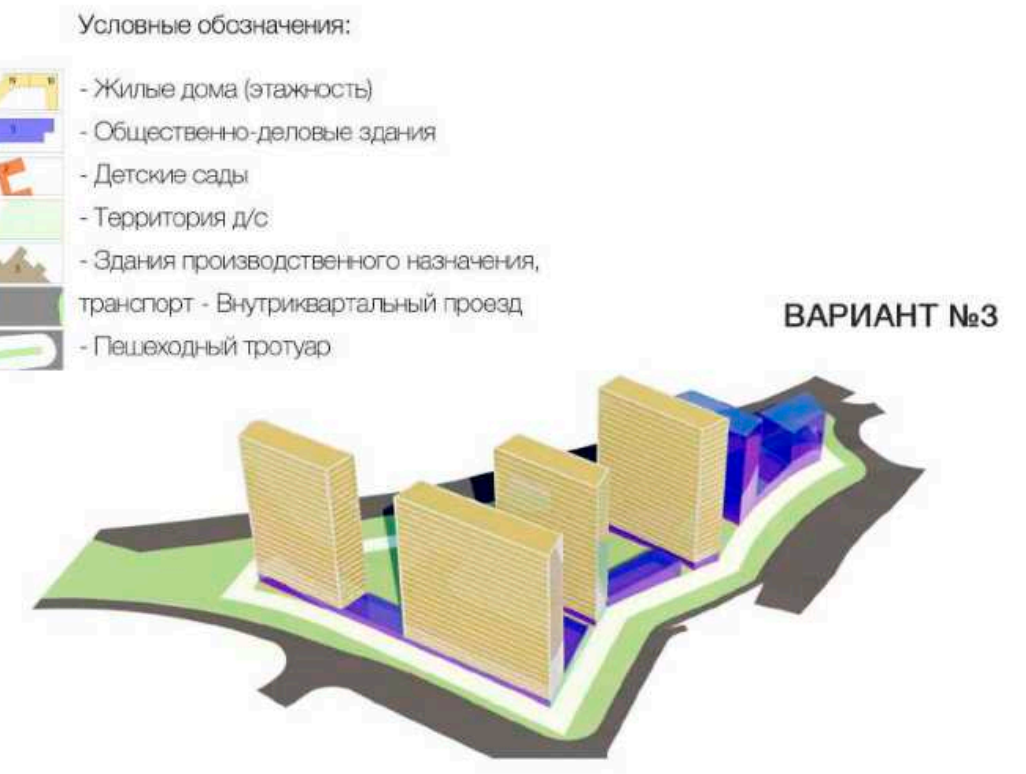 Условные обозначения:
- Жилые дома (этажность)
- Общественно-деловые здания
- Детские сады
- Территория д/с
- Здания производственного назначения,
транспорт - Внутриквартальный проезд
- Пешеходный тротуар
ВАРИАНТ №3